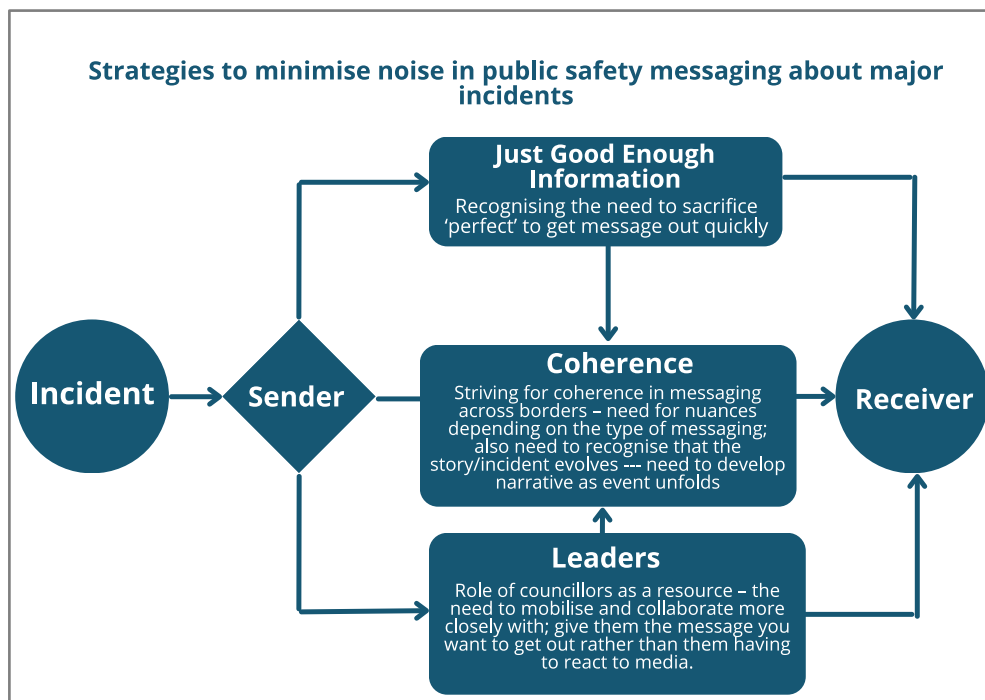 Strategies to minimise noise in public safety messaging about major
incidents
Just Good Enough
Information
Recognising the need to sacrifice
‘perfect’ to get message out quickly
Incident
Sender
Coherence
Striving for coherence in messaging
across borders – need for nuances
depending on the type of messaging;
also need to recognise that the
story/incident evolves --- need to develop
narrative as event unfolds
Receiver
Leaders
Role of councillors as a resource – the
need to mobilise and collaborate more
closely with; give them the message you
want to get out rather than them having
to react to media.